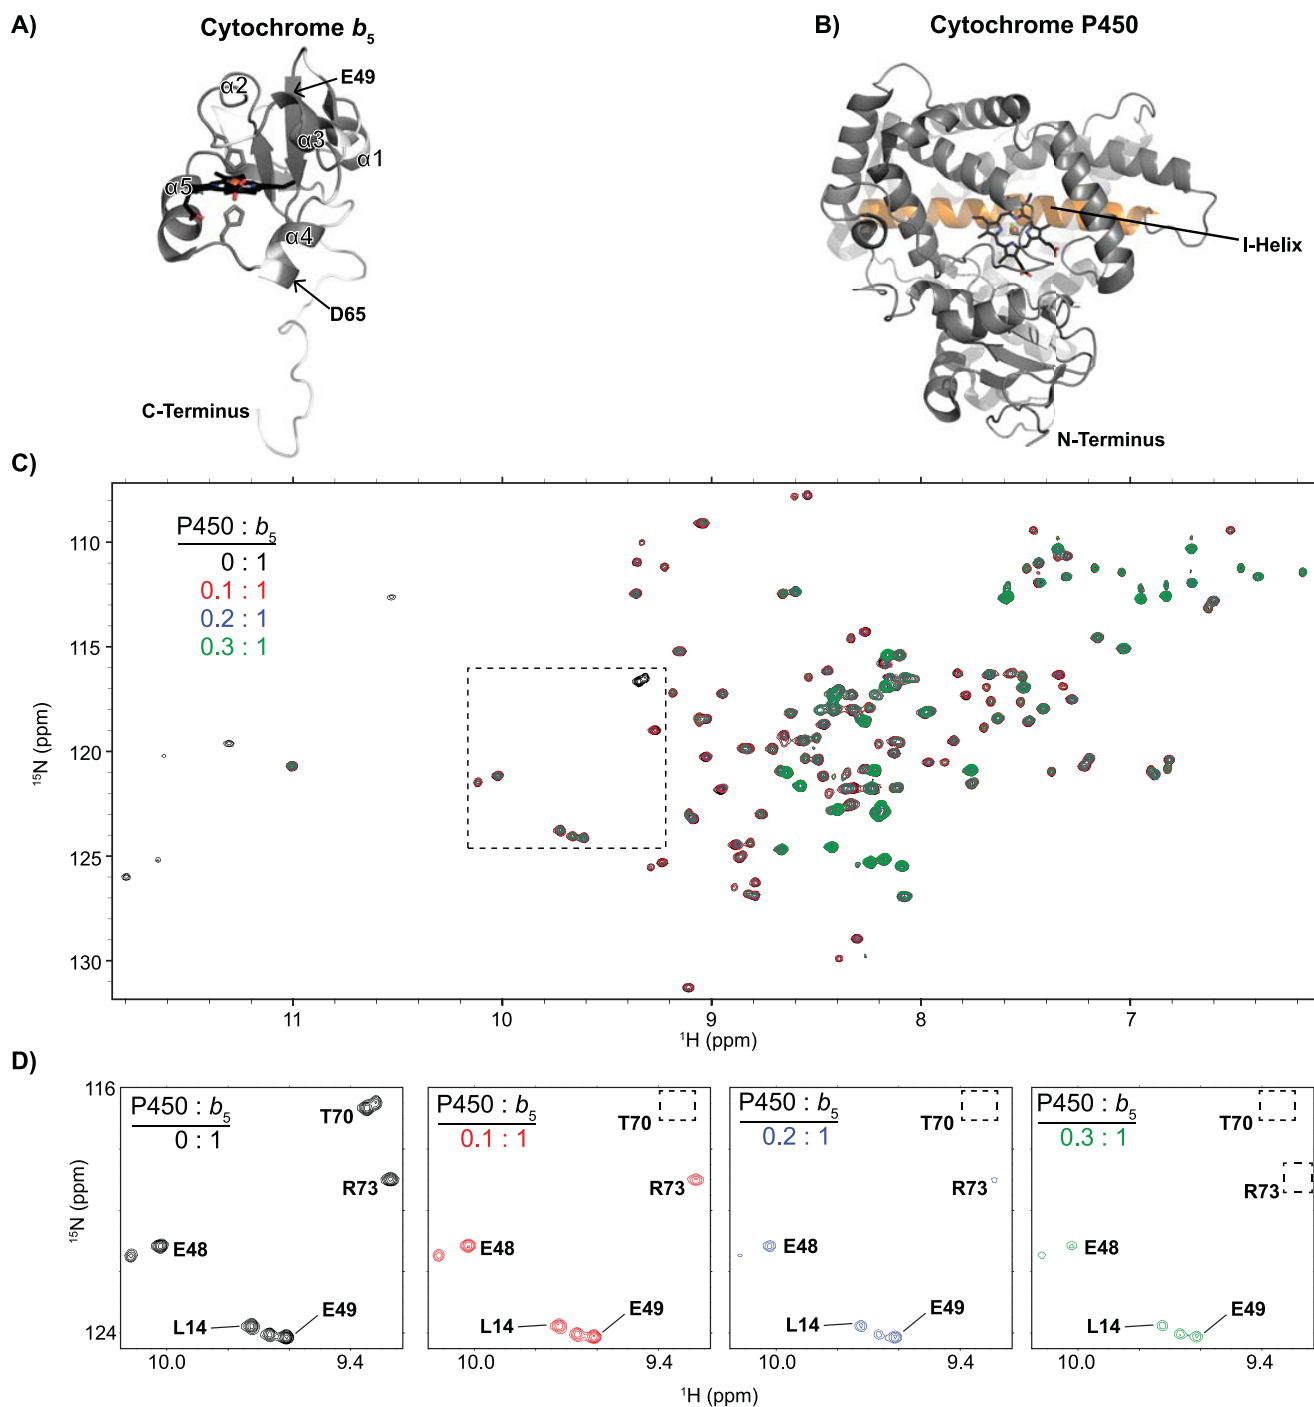 A)
Cytochrome b5
E49
α2
α3
α1
α5
α4
D65
C-Terminus
B)
Cytochrome P450
I-Helix
N-Terminus
C)
P450 : b5
0 : 1
0.1 : 1
0.2 : 1
0.3 : 1
110
115
120
125
130
15N (ppm)
11
10
9
8
7
1H (ppm)
D)
P450 : b5
0 : 1
T70
R73
E48
L14
E49
P450 : b5
0.1 : 1
T70
R73
E48
L14
E49
P450 : b5
0.2 : 1
T70
R73
E48
L14
E49
P450 : b5
0.3 : 1
T70
R73
E48
L14
E49
116
124
15N (ppm)
10.0
9.4
10.0
9.4
10.0
9.4
10.0
9.4
1H (ppm)